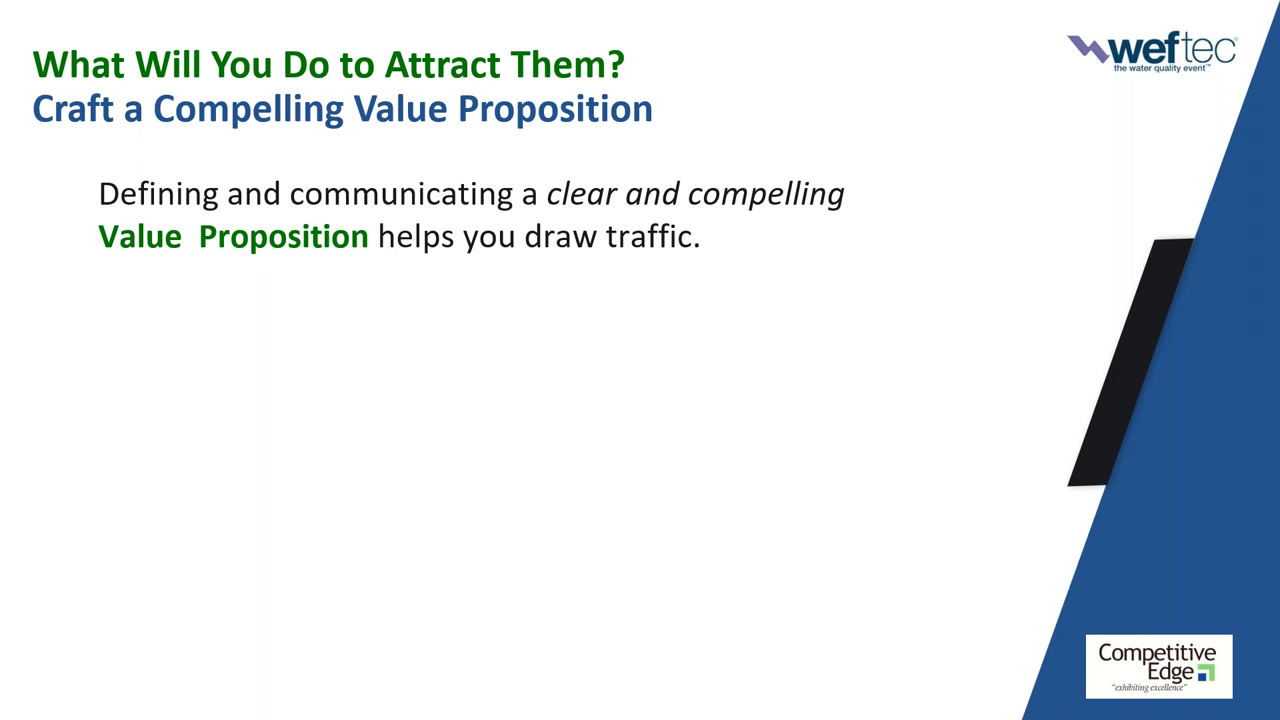 What Will You Do to Attract Them?
Craft a Compelling Value Proposition
weftec®
the water quality event™
Defining and communicating a clear and compelling
Value Proposition helps you draw traffic.
Competitive
Edge
"exhibiting excellence"